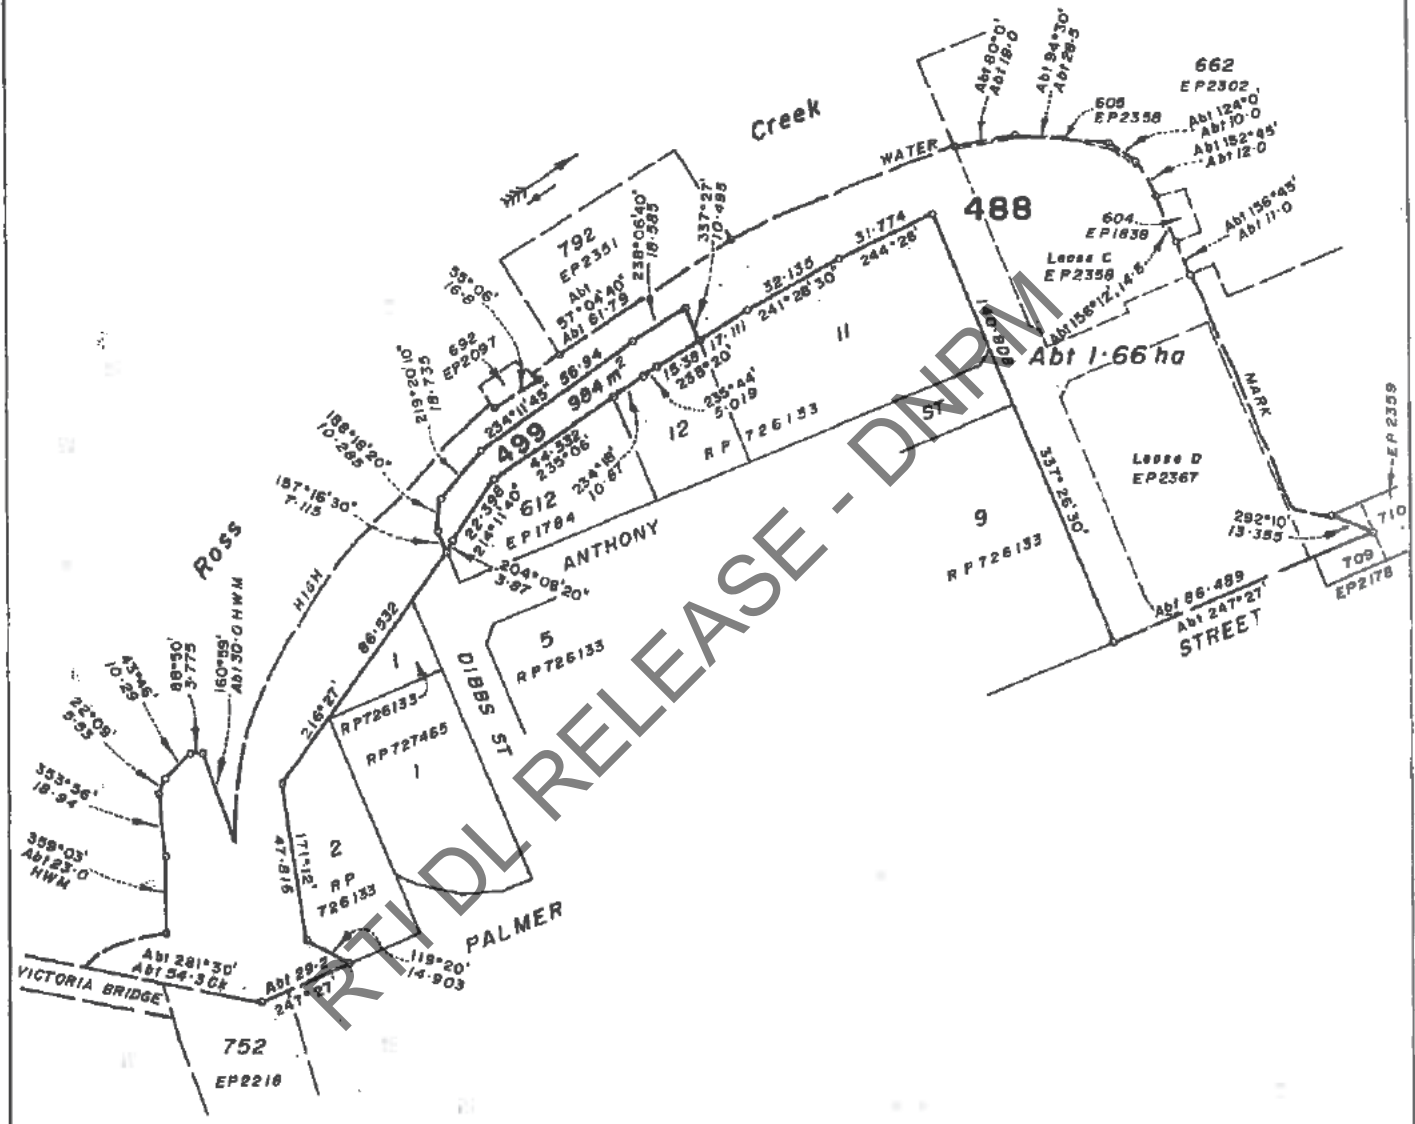 Creek
Abt 80°0'
Abt 19·0
Abt 94°30'
Abt 28·5
662
EP2302
605
EP2358
Abt 124°0'
Abt 10·0
Abt 152°45'
Abt 12·0
WATER
792
EP2351
238°06'40"
18·585
337°27'
10·495
31·774
244°28'
488
604
EP1838
Abt 156°45'
Abt 11·0
Lease C
EP2358
Abt 156°12', 14·5
55°06'
16·8
Abt
57°04'40"
Abt 61·79
32·135
241°28'30"
692
EP2097
219°20'10"
18·735
56·94
234°11'45"
984 m²
499
15·38
17·111
238°20'
11
Abt 1·66 ha
MARK
235°44'
5·019
44·532
235°06'
234°18'
10·67
12
RP 726133
ST
188°18'20"
10·285
157°16'30"
7·115
22·398
214°11'40"
612
EP1784
ANTHONY
204°08'20"
3·87
9
RP726133
337°26'30"
Lease D
EP2367
EP2359
292°10'
13·355
710
709
EP2178
Abt 86·489
Abt 247°27'
STREET
Ross
HIGH
86·532
216°27'
1
RP726133
DIBBS ST
5
RP726133
RP727465
1
43°46'
10·29
88°50'
3·775
160°59'
Abt 30·0 HWM
22°09'
5·53
353°56'
18·94
359°03'
Abt 23·0
HWM
171°12'
47·815
2
RP
726133
PALMER
119°20'
14·903
Abt 281°30'
Abt 54·3 Ck
Abt 29·2
247°27'
VICTORIA BRIDGE
752
EP2218
RTI DL RELEASE - DNRM